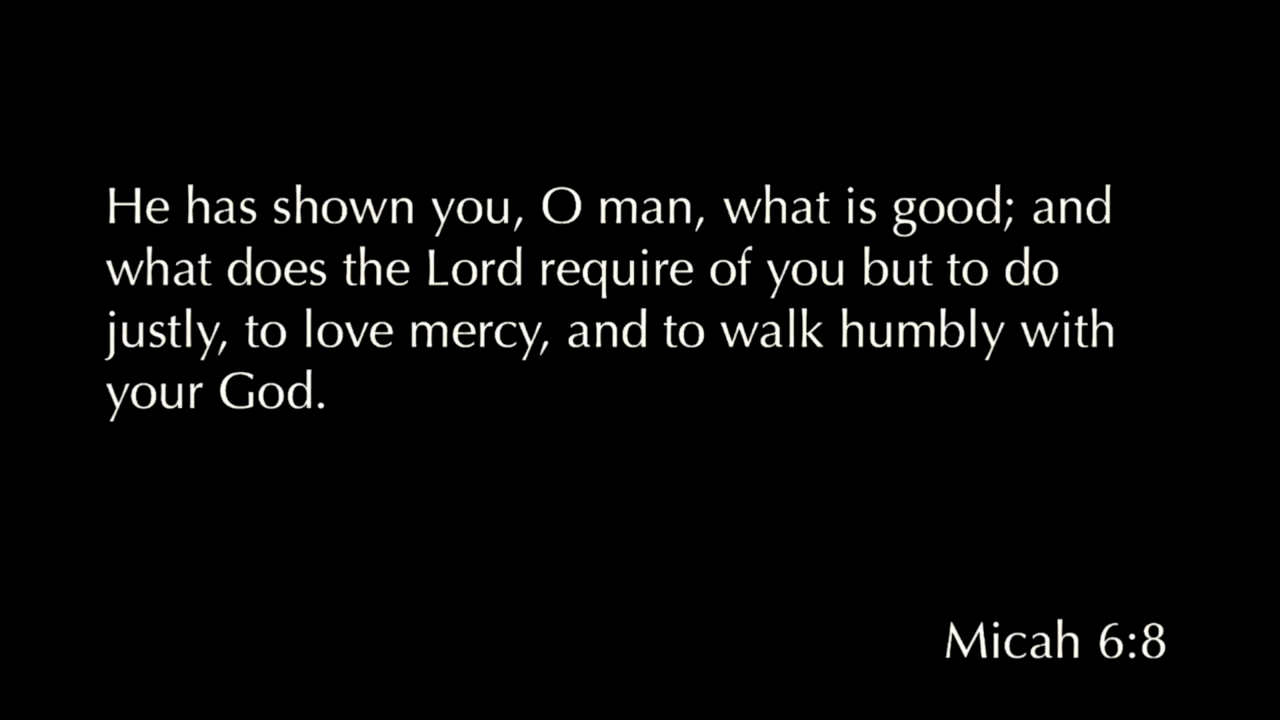 He has shown you, O man, what is good; and
what does the Lord require of you but to do
justly, to love mercy, and to walk humbly with
your God.
Micah 6:8